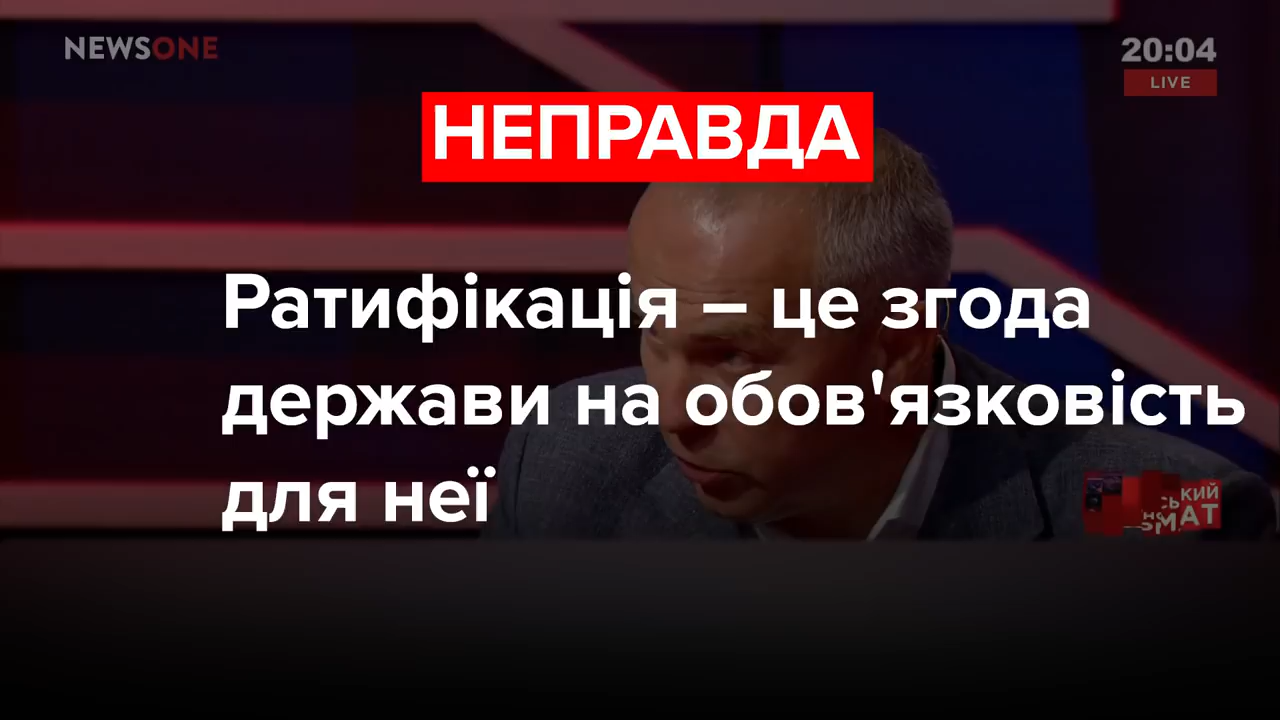 NEWSONE
20:04
LIVE
НЕПРАВДА
Ратифікація – це згода
держави на обов'язковість
для неї